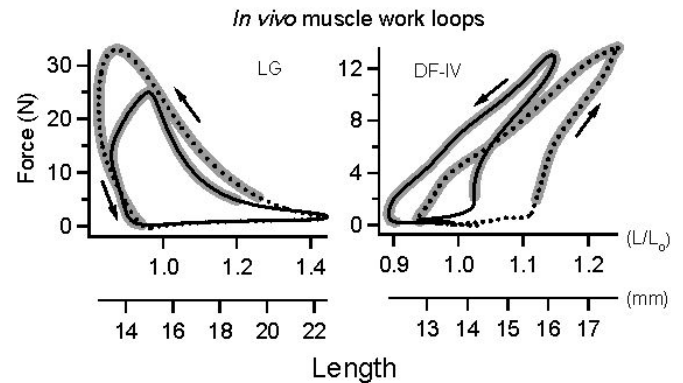 In vivo muscle work loops
LG
DF-IV
Force (N)
30
20
10
0
12
8
4
0
1.0 1.2 1.4
0.9 1.0 1.1 1.2
(L/Lo)
14 16 18 20 22
13 14 15 16 17
(mm)
Length